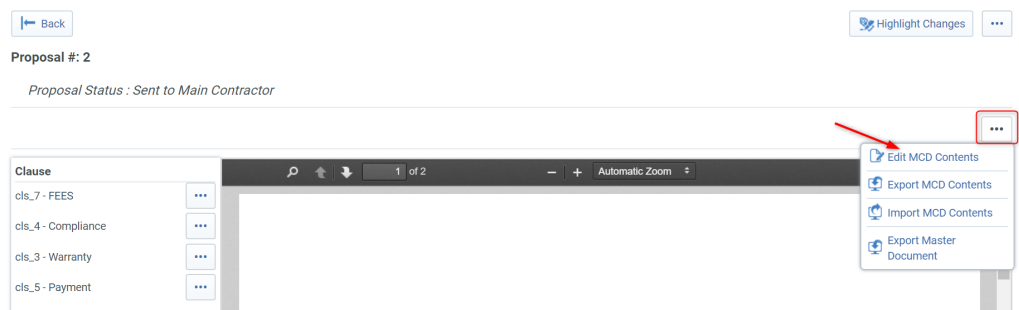 Back
Highlight Changes
Proposal #: 2
Proposal Status : Sent to Main Contractor
Clause
cls_7 - FEES
cls_4 - Compliance
cls_3 - Warranty
cls_5 - Payment
1 of 2
Automatic Zoom
Edit MCD Contents
Export MCD Contents
Import MCD Contents
Export Master
Document